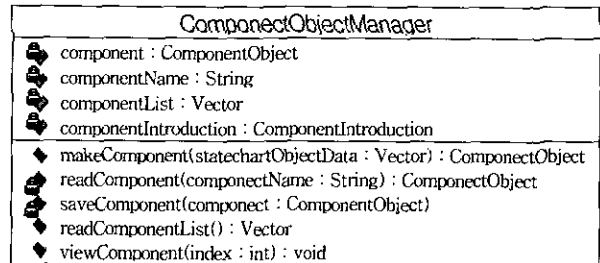 ComponectObjectManager
component : ComponentObject
componentName : String
componentList : Vector
componentIntroduction : ComponentIntroduction
makeComponent(statechartObjectData : Vector) : ComponectObject
readComponent(componectName : String) : ComponectObject
saveComponent(componect : ComponentObject)
readComponentList() : Vector
viewComponent(index : int) : void